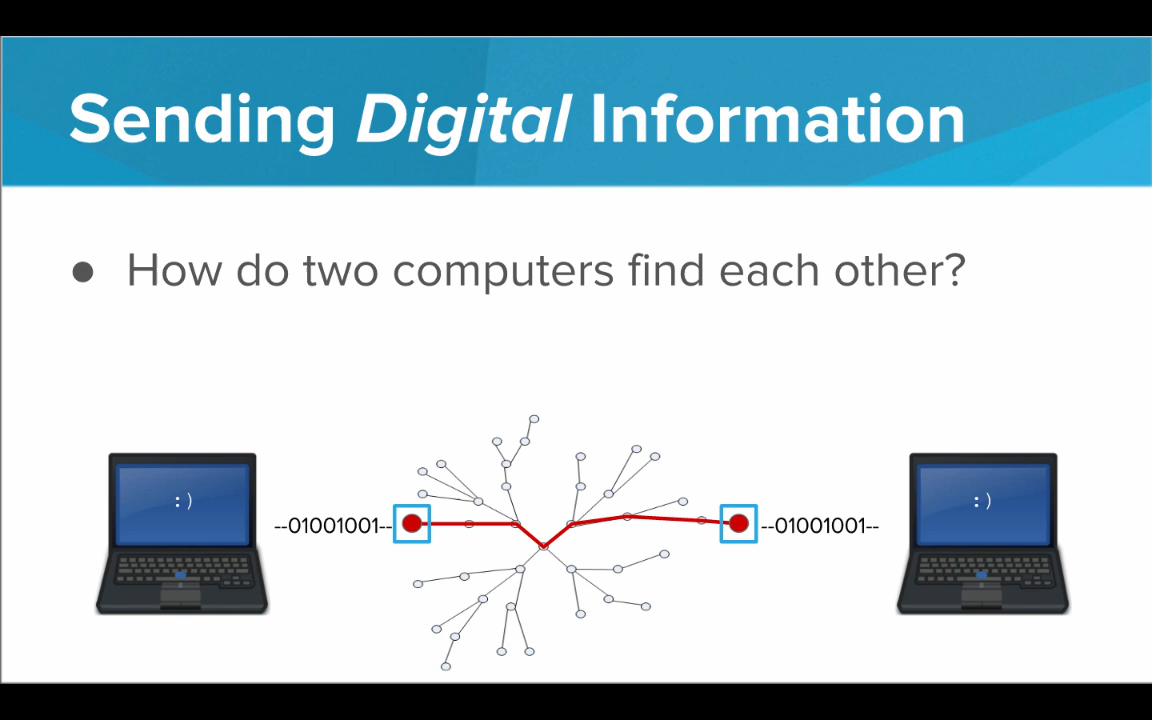 Sending Digital Information
● How do two computers find each other?
:) --01001001-- --01001001-- :)